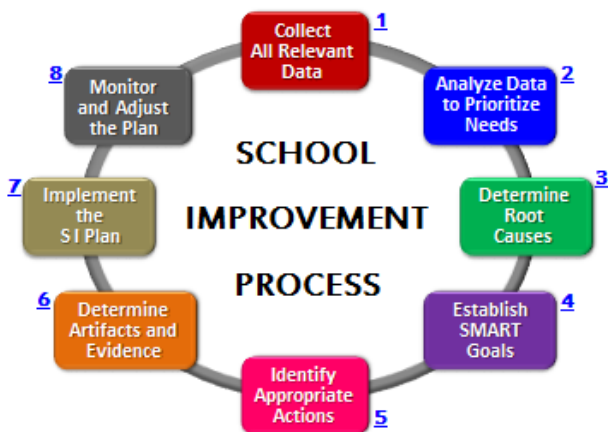 1
Collect
All Relevant
Data
2
Analyze Data
to Prioritize
Needs
3
Determine
Root
Causes
4
Establish
SMART
Goals
5
Identify
Appropriate
Actions
6
Determine
Artifacts and
Evidence
7
Implement
the
S I Plan
8
Monitor
and Adjust
the Plan
SCHOOL
IMPROVEMENT
PROCESS